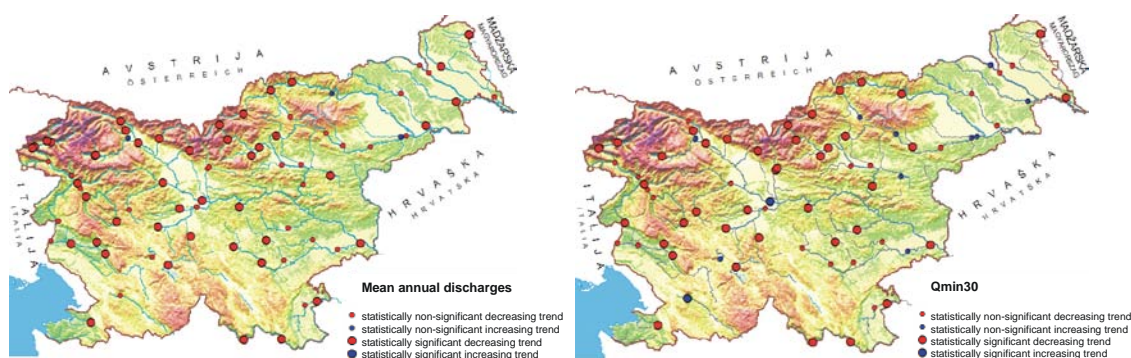 AVSTRIJA
ÖSTERREICH
MADŽARSKA
MAGYARORSZÁG
ITALIJA
ITALIA
HRVAŠKA
HRVATSKA
Mean annual discharges
statistically non-significant decreasing trend
statistically non-significant increasing trend
statistically significant decreasing trend
statistically significant increasing trend
AVSTRIJA
ÖSTERREICH
MADŽARSKA
MAGYARORSZÁG
ITALIJA
ITALIA
HRVAŠKA
HRVATSKA
Qmin30
statistically non-significant decreasing trend
statistically non-significant increasing trend
statistically significant decreasing trend
statistically significant increasing trend